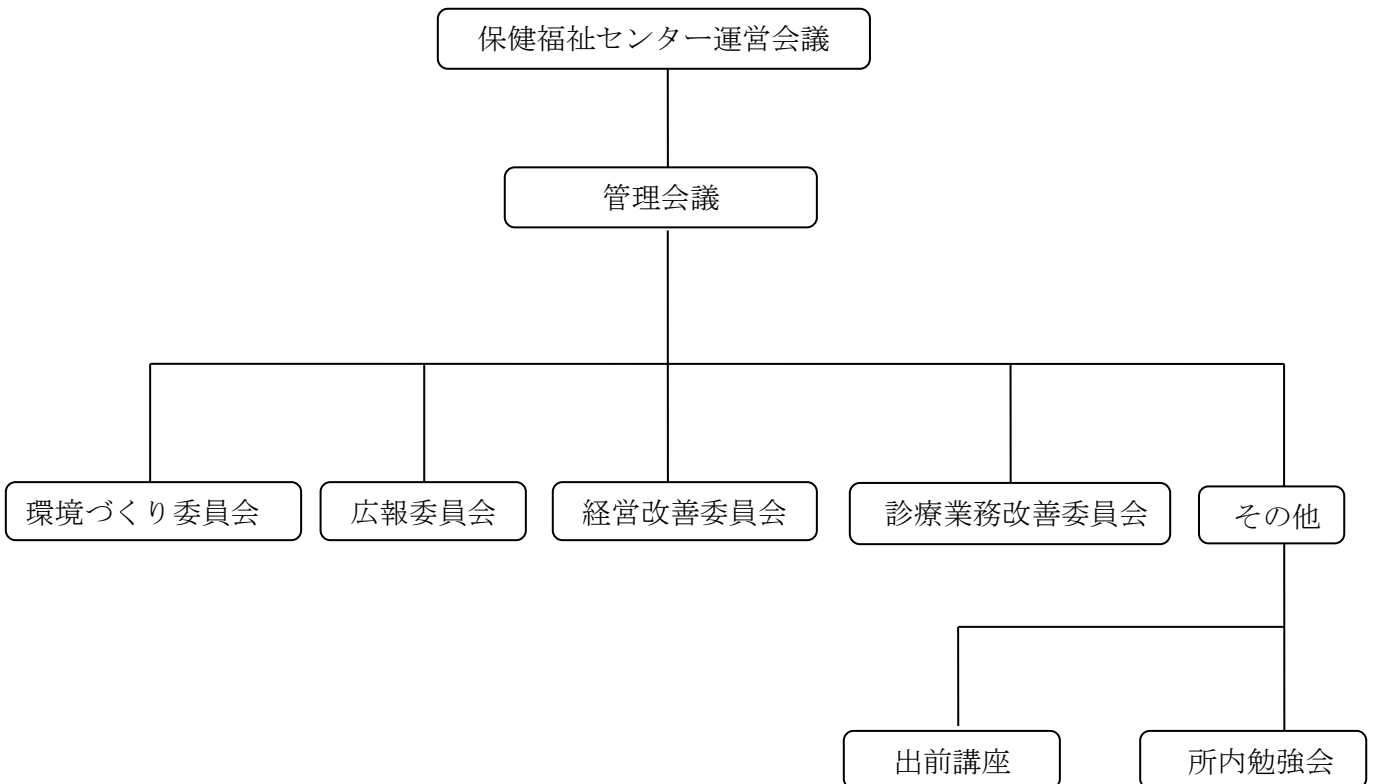 保健福祉センター運営会議
管理会議
環境づくり委員会
広報委員会
経営改善委員会
診療業務改善委員会
その他
出前講座
所内勉強会